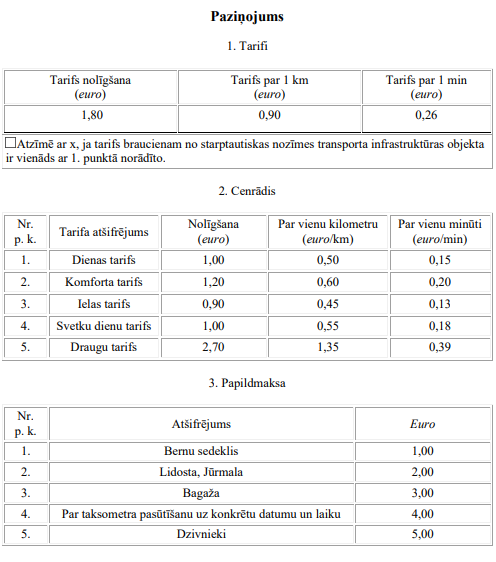 Paziņojums
1. Tarifi
Tarifs nolīgšana Tarifs par 1 km Tarifs par 1 min
(euro) (euro) (euro)
1,80 0,90 0,26
☐Atzīmē ar x, ja tarifs braucienam no starptautiskas nozīmes transporta infrastruktūras objekta
ir vienāds ar 1. punktā norādīto.
2. Cenrādis
Nr. p. k. Tarifa atšifrējums Nolīgšana (euro) Par vienu kilometru (euro/km) Par vienu minūti (euro/min)
1. Dienas tarifs 1,00 0,50 0,15
2. Komforta tarifs 1,20 0,60 0,20
3. Ielas tarifs 0,90 0,45 0,13
4. Svetku dienu tarifs 1,00 0,55 0,18
5. Draugu tarifs 2,70 1,35 0,39
3. Papildmaksa
Nr. p. k. Atšifrējums Euro
1. Bernu sedeklis 1,00
2. Lidosta, Jūrmala 2,00
3. Bagaža 3,00
4. Par taksometra pasūtīšanu uz konkrētu datumu un laiku 4,00
5. Dzivnieki 5,00